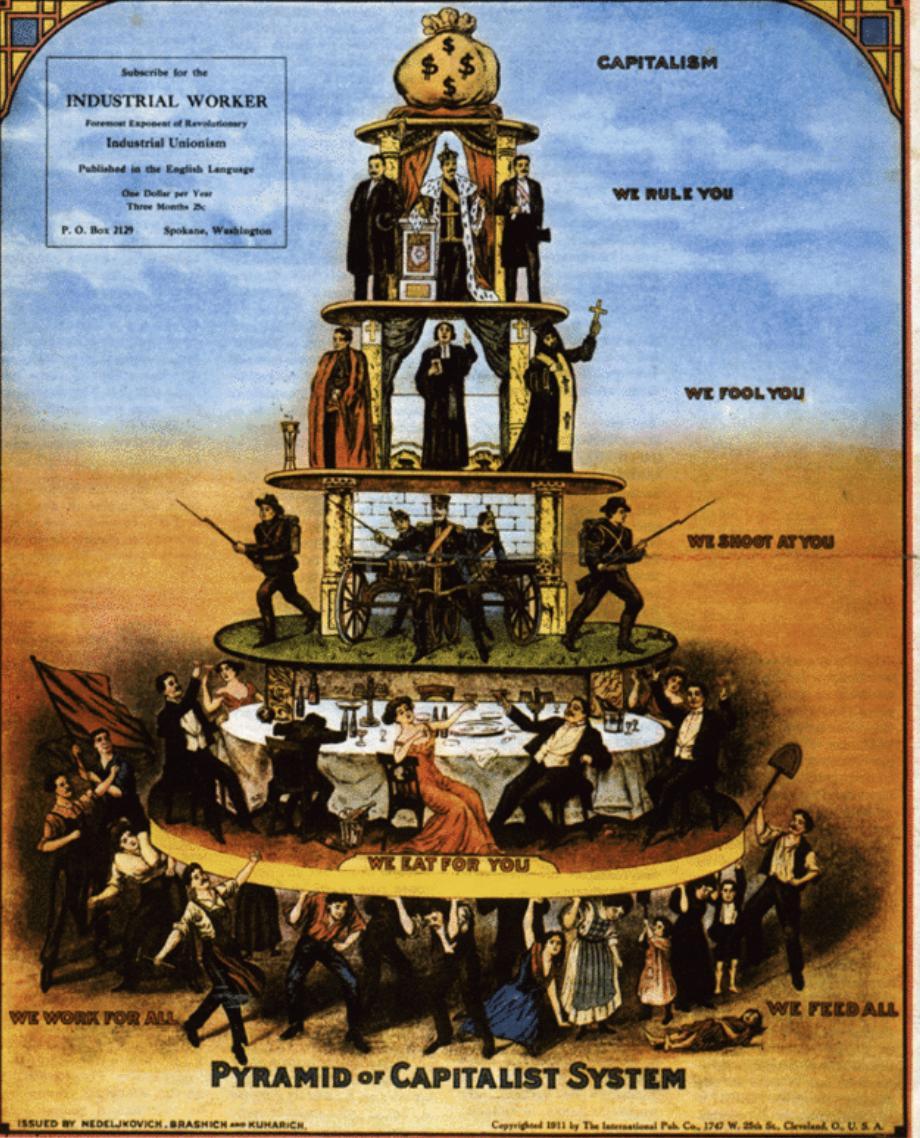 Subscribe for the
INDUSTRIAL WORKER
Foremost Exponent of Revolutionary
Industrial Unionism
Published in the English Language
One Dollar per Year
Three Months 25c
P. O. Box 2129 Spokane, Washington
$
$ $
$
CAPITALISM
WE RULE YOU
WE FOOL YOU
WE SHOOT AT YOU
WE EAT FOR YOU
WE WORK FOR ALL
WE FEED ALL
PYRAMID OF CAPITALIST SYSTEM
ISSUED BY NEDELJKOVICH, BRASHICH AND KUHARICH.
Copyrighted 1911 by The International Pub. Co., 1747 W. 25th St., Cleveland, O., U. S. A.